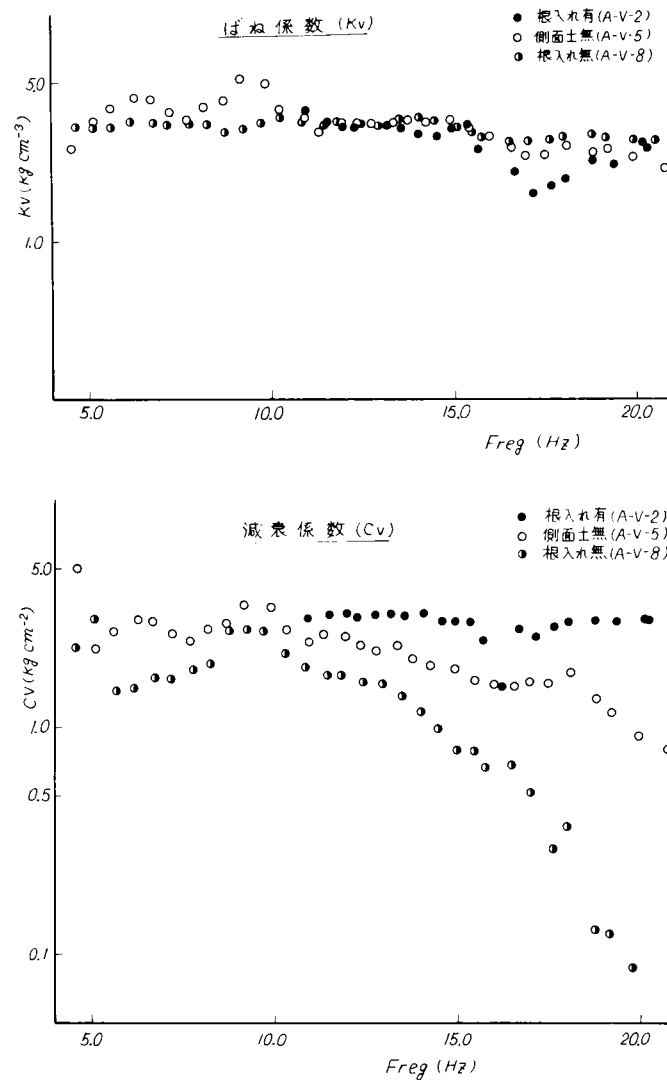 ばね係数(Kv)
● 根入れ有(A-V-2)
○ 側面土無(A-V-5)
◑ 根入れ無(A-V-8)
5.0
Kv(kg cm⁻³)
1.0
5.0 10.0 15.0 20.0
Freg (Hz)
減衰係数(Cv)
● 根入れ有(A-V-2)
○ 側面土無(A-V-5)
◑ 根入れ無(A-V-8)
5.0
CV(kg cm⁻²)
1.0
0.5
0.1
5.0 10.0 15.0 20.0
Freg (Hz)